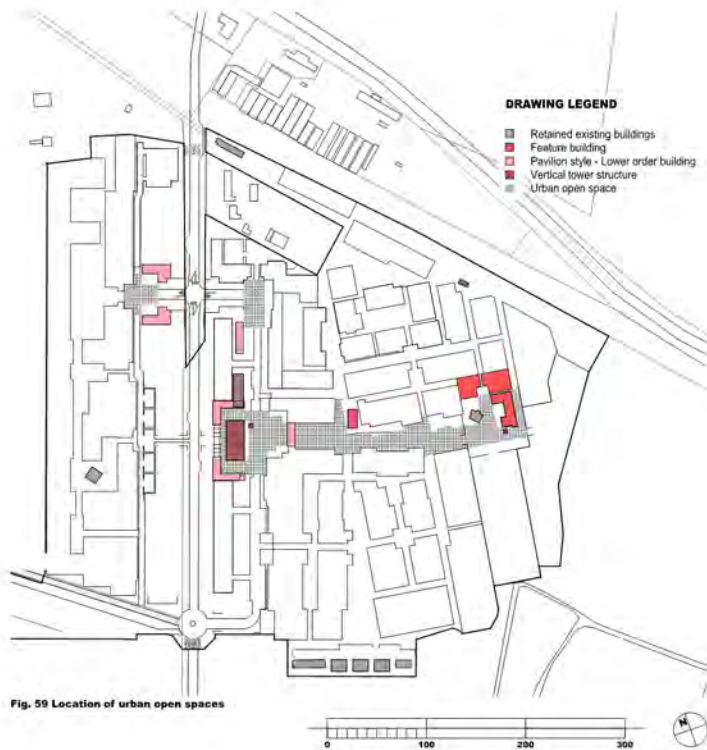 DRAWING LEGEND
Retained existing buildings
Feature building
Pavilion style - Lower order building
Vertical tower structure
Urban open space
Fig. 59 Location of urban open spaces
N
0 100 200 300